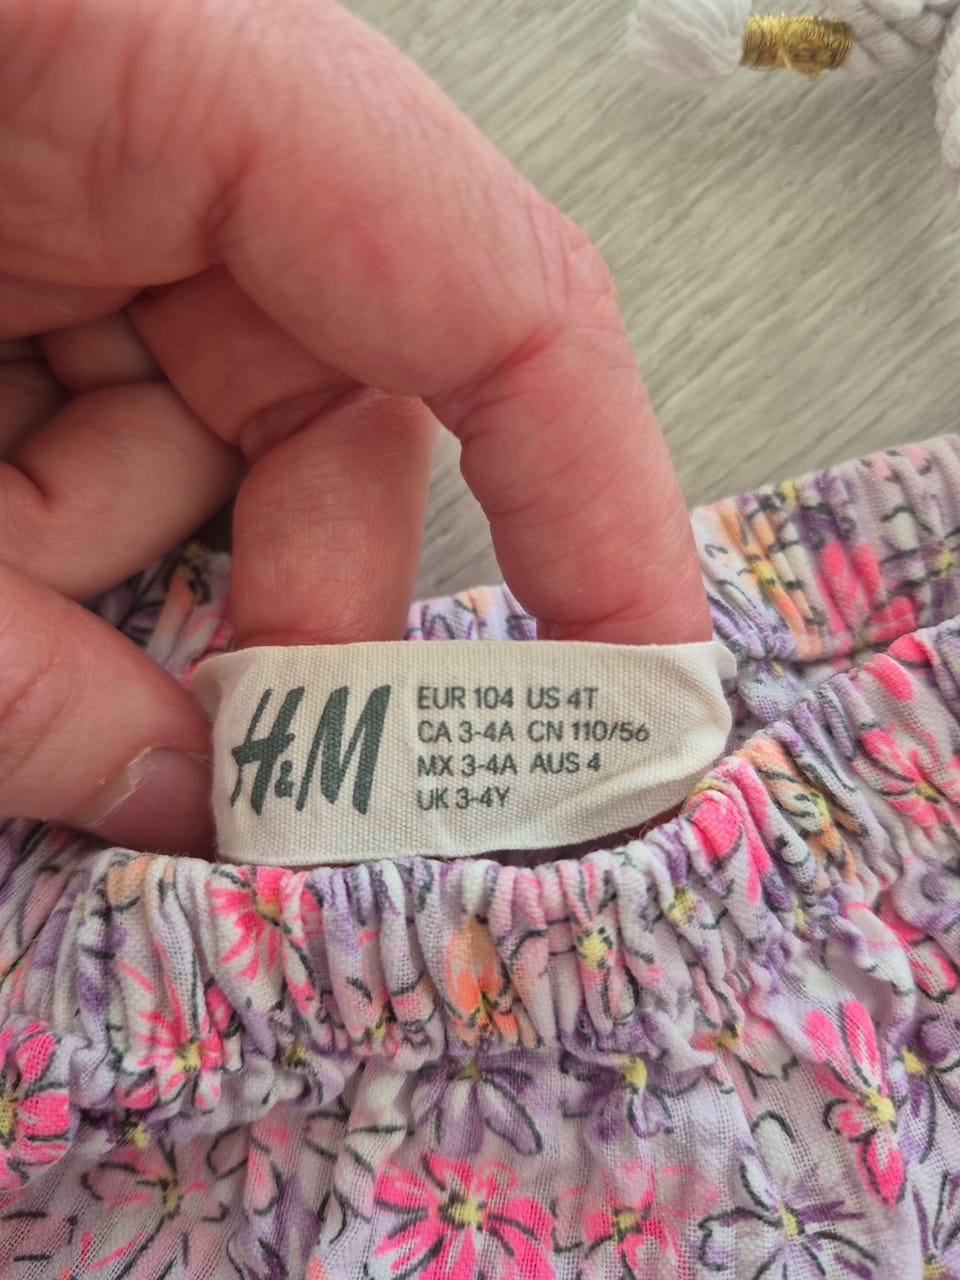 H&M
EUR 104 US 4T
CA 3-4A CN 110/56
MX 3-4A AUS 4
UK 3-4Y